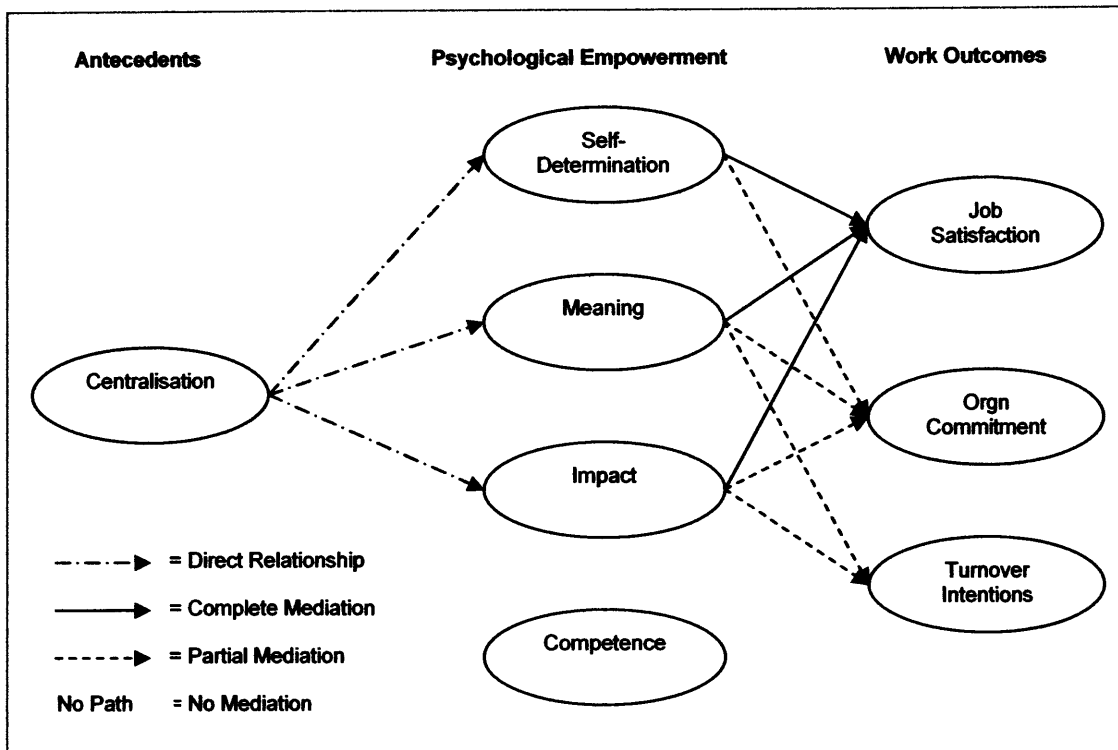 Antecedents
Psychological Empowerment
Work Outcomes
Self-
Determination
Job
Satisfaction
Meaning
Centralisation
Orgn
Commitment
Impact
= Direct Relationship
Turnover
Intentions
= Complete Mediation
Competence
= Partial Mediation
No Path = No Mediation